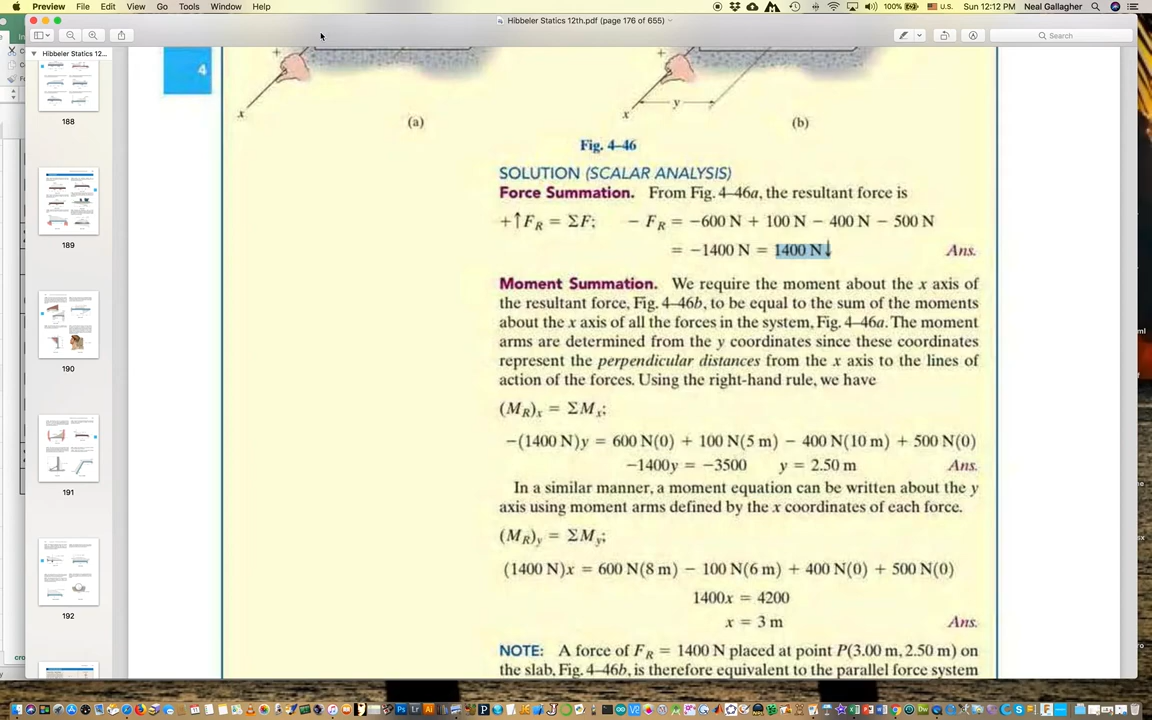 Preview File Edit View Go Tools Window Help 100% U.S. Sun 12:12 PM Neal Gallagher
Hibbeler Statics 12th.pdf (page 176 of 655)
Search
Hibbeler Statics 12...
188
189
190
191
192
4
+
x
(a)
+
x
y
(b)
Fig. 4–46
SOLUTION (SCALAR ANALYSIS)
Force Summation. From Fig. 4–46a, the resultant force is
+↑F_R = ΣF; − F_R = −600 N + 100 N − 400 N − 500 N
= −1400 N = 1400 N↓ Ans.
Moment Summation. We require the moment about the x axis of
the resultant force, Fig. 4–46b, to be equal to the sum of the moments
about the x axis of all the forces in the system, Fig. 4–46a. The moment
arms are determined from the y coordinates since these coordinates
represent the perpendicular distances from the x axis to the lines of
action of the forces. Using the right-hand rule, we have
(M_R)_x = ΣM_x;
−(1400 N)y = 600 N(0) + 100 N(5 m) − 400 N(10 m) + 500 N(0)
−1400y = −3500 y = 2.50 m Ans.
In a similar manner, a moment equation can be written about the y
axis using moment arms defined by the x coordinates of each force.
(M_R)_y = ΣM_y;
(1400 N)x = 600 N(8 m) − 100 N(6 m) + 400 N(0) + 500 N(0)
1400x = 4200
x = 3 m Ans.
NOTE: A force of F_R = 1400 N placed at point P(3.00 m, 2.50 m) on
the slab, Fig. 4–46b, is therefore equivalent to the parallel force system